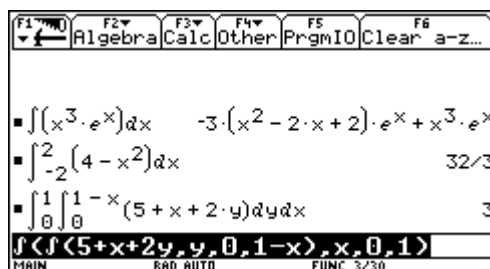 F1 F2 Algebra F3 Calc F4 Other F5 PrgmIO F6 Clear a-z…
▪∫(x³·eˣ)dx -3·(x²-2·x+2)·eˣ+x³·eˣ
▪∫₋₂²(4-x²)dx 32/3
▪∫₀¹∫₀¹⁻ˣ(5+x+2·y)dydx 3
∫(∫(5+x+2y,y,0,1-x),x,0,1)
MAIN RAD AUTO FUNC 3/30